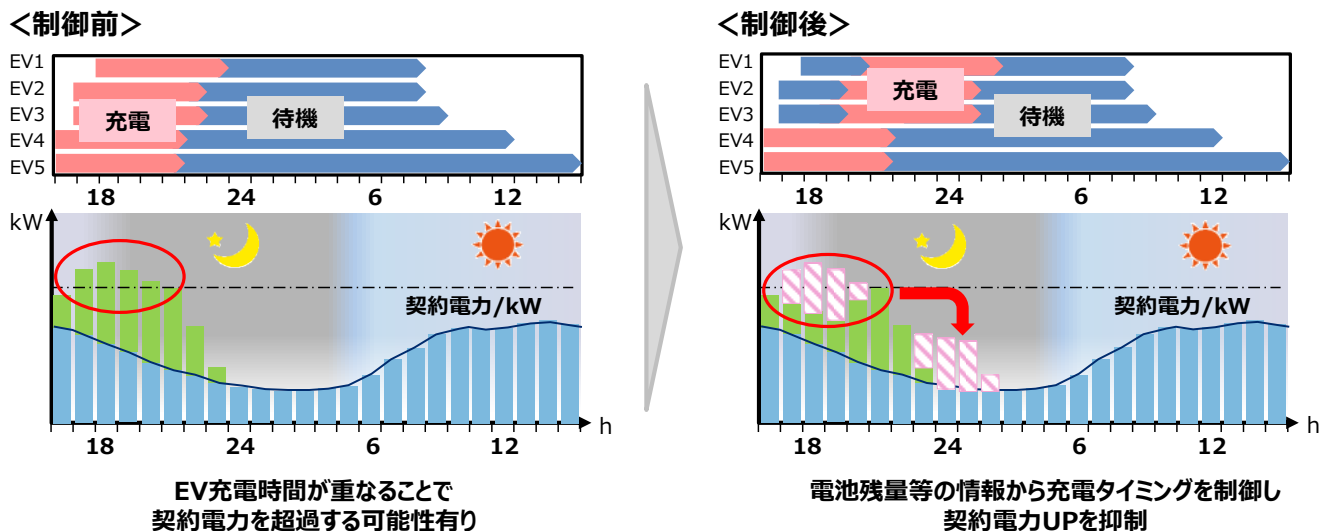 <制御前>
EV1
EV2
EV3
EV4
EV5
充電
待機
18 24 6 12
kW
契約電力/kW
h
18 24 6 12
EV充電時間が重なることで
契約電力を超過する可能性有り
<制御後>
EV1
EV2
EV3
EV4
EV5
充電
待機
18 24 6 12
kW
契約電力/kW
h
18 24 6 12
電池残量等の情報から充電タイミングを制御し
契約電力UPを抑制